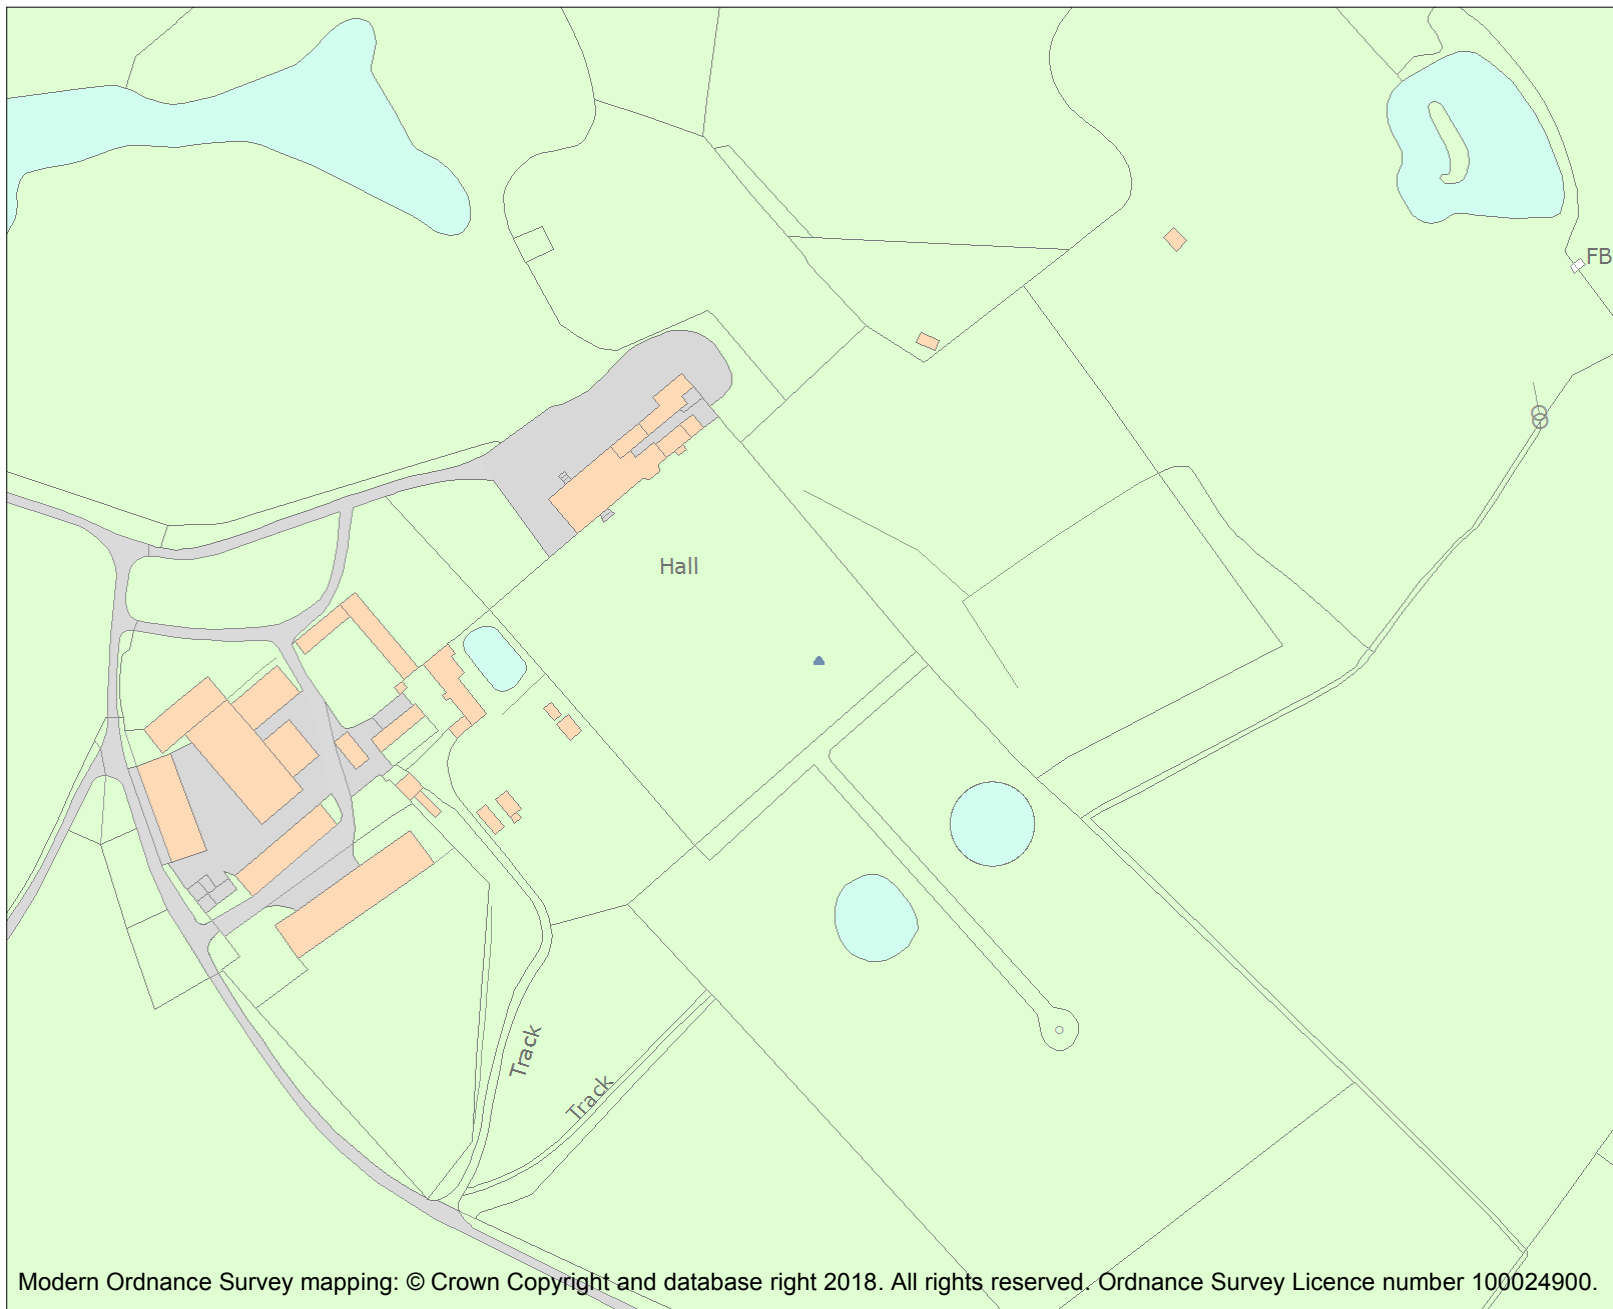 FB
Hall
Track
Track
Modern Ordnance Survey mapping: © Crown Copyright and database right 2018. All rights reserved. Ordnance Survey Licence number 100024900.